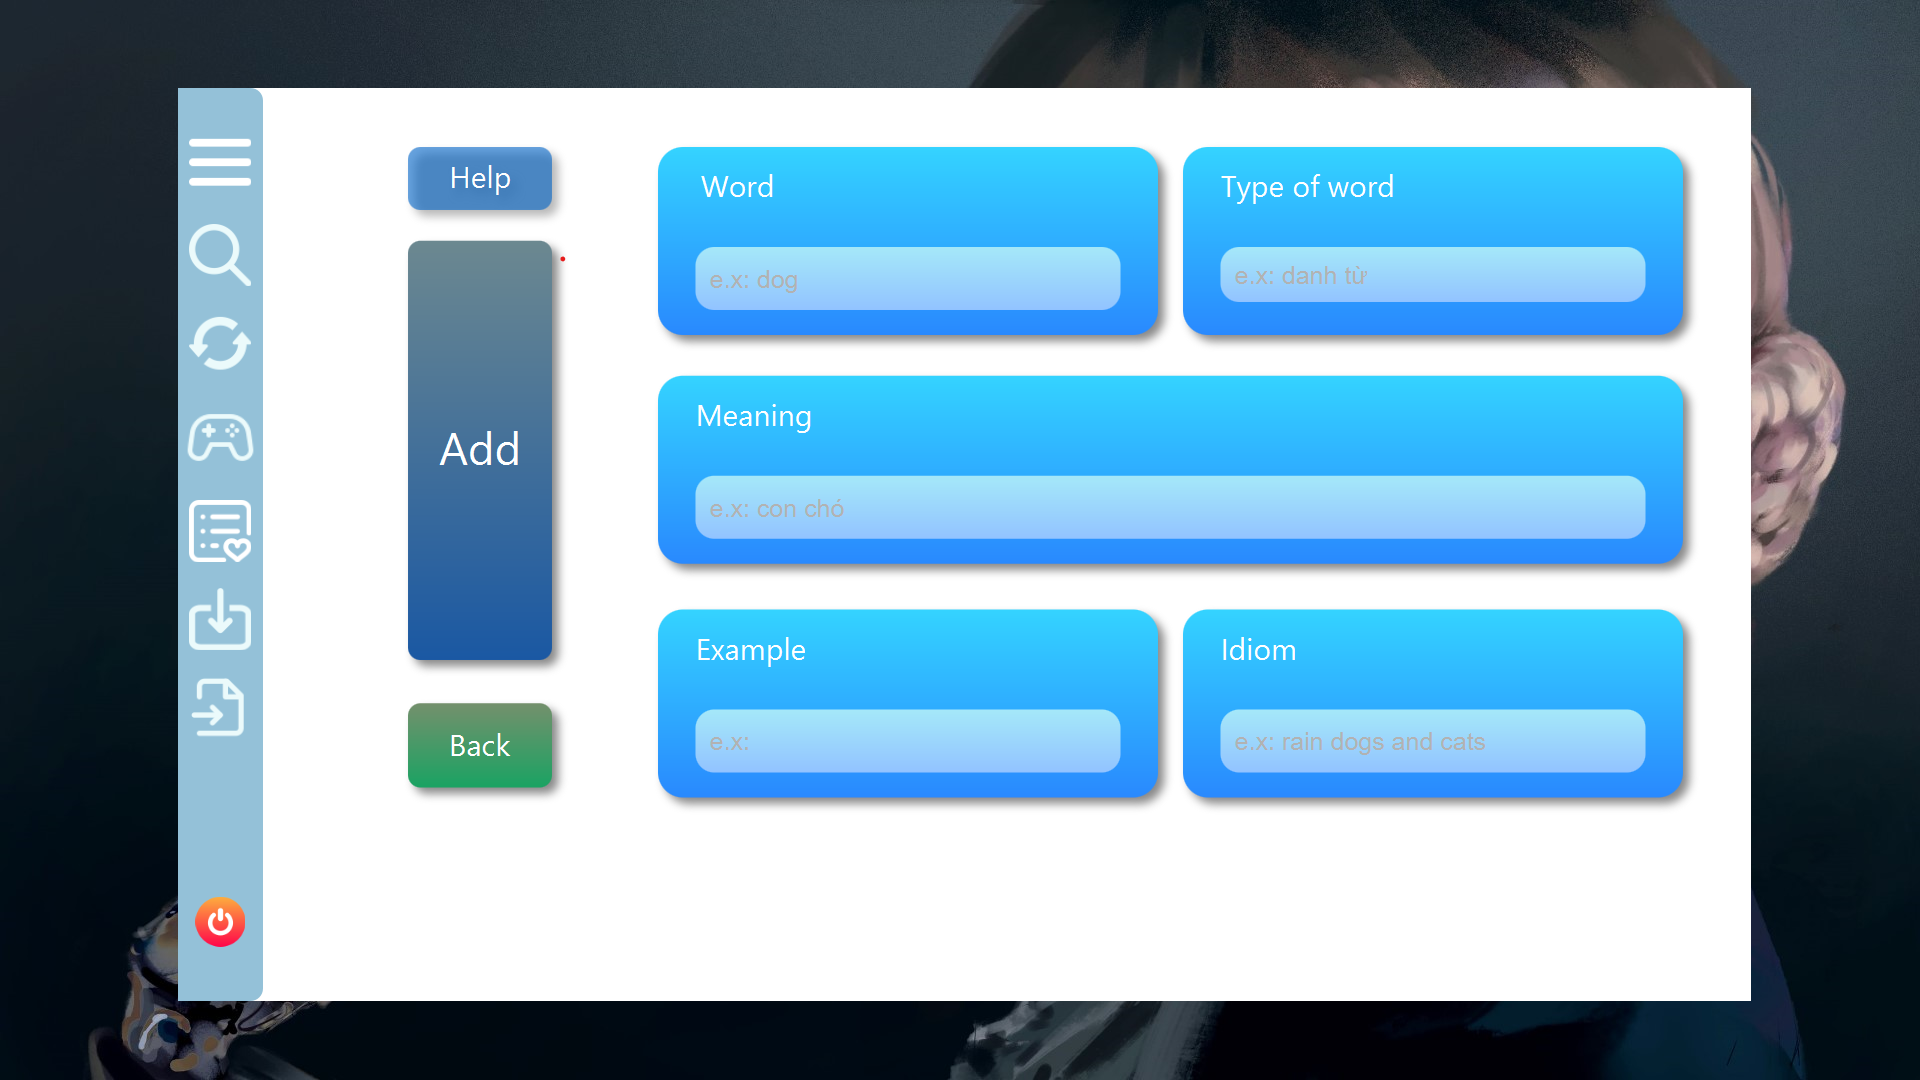 Help
Add
Back
Word
e.x: dog
Type of word
e.x: danh từ
Meaning
e.x: con chó
Example
e.x:
Idiom
e.x: rain dogs and cats